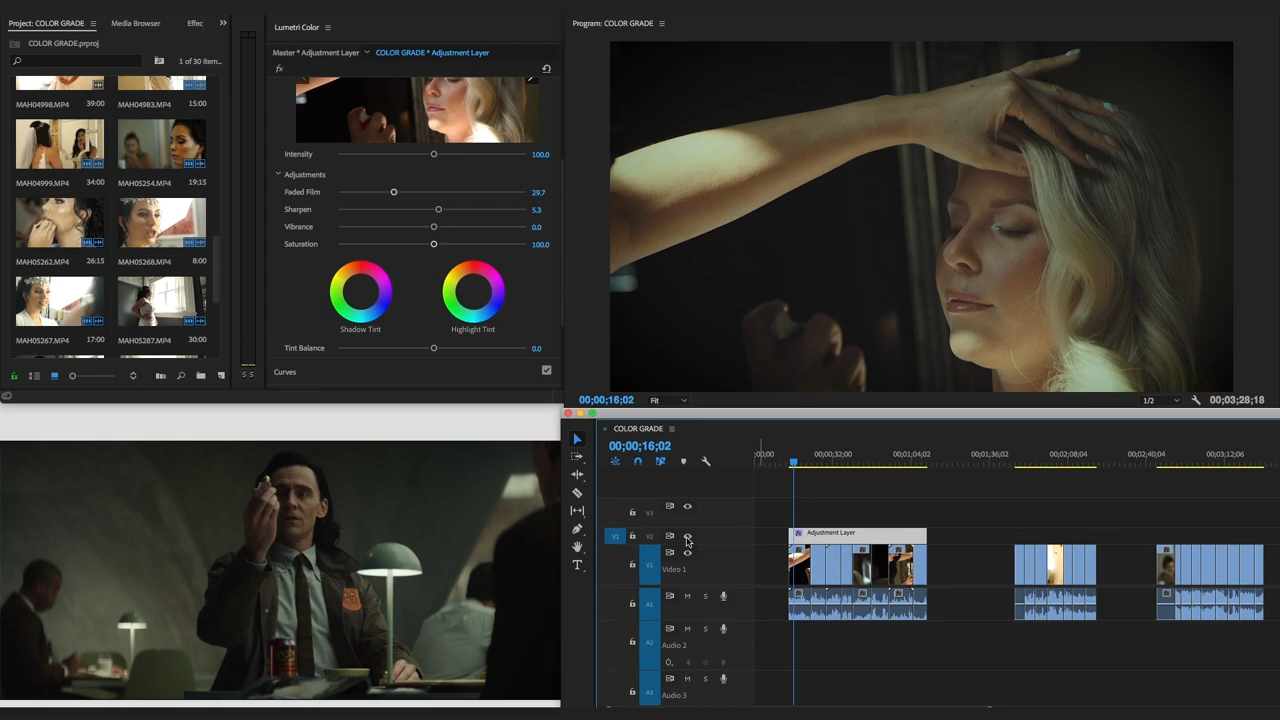 Project: COLOR GRADE
Media Browser
Effec
COLOR GRADE.prproj
1 of 30 item...
MAH04998.MP4 39:00
MAH04983.MP4 15:00
MAH04999.MP4 34:00
MAH05254.MP4 19:15
MAH05262.MP4 26:15
MAH05268.MP4 8:00
MAH05267.MP4 17:00
MAH05287.MP4 30:00
S S
Lumetri Color
Master * Adjustment Layer
COLOR GRADE * Adjustment Layer
fx
Intensity 100.0
Adjustments
Faded Film 29.7
Sharpen 5.3
Vibrance 0.0
Saturation 100.0
Shadow Tint
Highlight Tint
Tint Balance 0.0
Curves
Program: COLOR GRADE
00;00;16;02
Fit
1/2
00;03;28;18
COLOR GRADE
00;00;16;02
;00;00
00;00;32;00
00;01;04;02
00;01;36;02
00;02;08;04
00;02;40;04
00;03;12;06
V3
V1 V2
Adjustment Layer
V1
Video 1
A1 M S
A2 M S
Audio 2
A3 M S
Audio 3
T